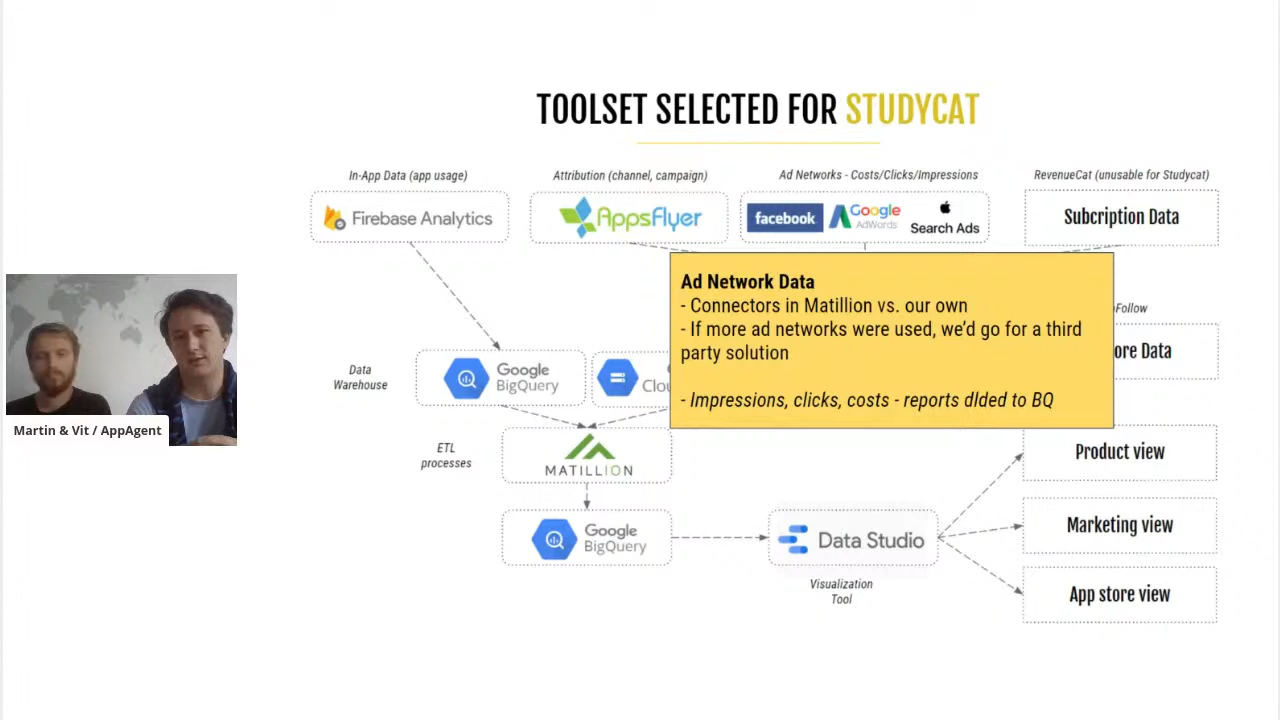 TOOLSET SELECTED FOR STUDYCAT
In-App Data (app usage)
Attribution (channel, campaign)
Ad Networks - Costs/Clicks/Impressions
RevenueCat (unusable for Studycat)
Firebase Analytics
AppsFlyer
facebook
Google
AdWords
Search Ads
Subcription Data
Ad Network Data
- Connectors in Matillion vs. our own
- If more ad networks were used, we'd go for a third
party solution
- Impressions, clicks, costs - reports dlded to BQ
Data
Warehouse
Google
BigQuery
Martin & Vit / AppAgent
ETL
processes
MATILLION
Product view
Google
BigQuery
Data Studio
Marketing view
Visualization
Tool
App store view